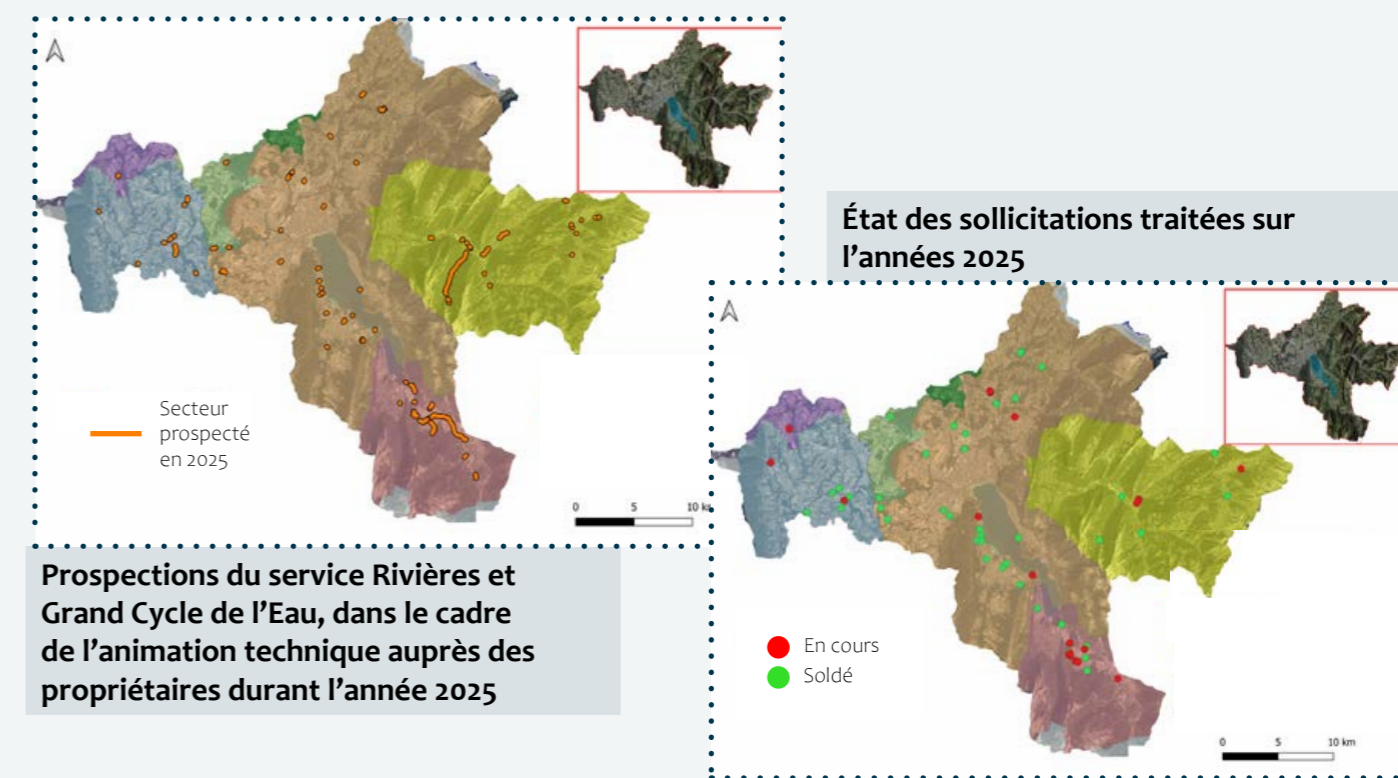 Secteur
prospecté
en 2025
0 5 10 k
Prospections du service Rivières et
Grand Cycle de l'Eau, dans le cadre
de l'animation technique auprès des
propriétaires durant l'année 2025
État des sollicitations traitées sur
l'années 2025
En cours
Soldé
0 5 10 km